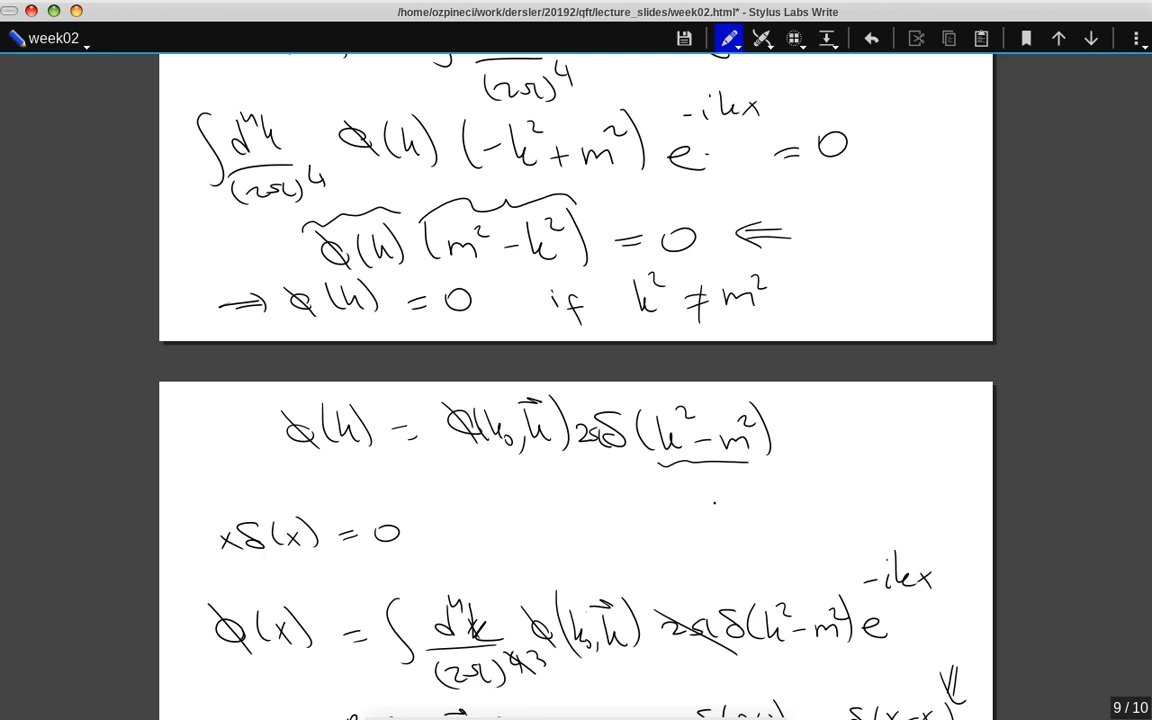 /home/ozpineci/work/dersler/20192/qft/lecture_slides/week02.html* - Stylus Labs Write
week02
(2π)^4
∫ d^4k/(2π)^4 ϕ(k) (-k^2+m^2) e^{-ikx} = 0
ϕ(k) (m^2 - k^2) = 0 ⇐
⇒ ϕ(k) = 0 if k^2 ≠ m^2
ϕ(k) = ϕ(k_0, k⃗) 2π δ(k^2 - m^2)
xδ(x) = 0
ϕ(x) = ∫ d^4k/(2π)^3 ϕ(k_0, k⃗) 2π δ(k^2 - m^2) e^{-ikx}
9 / 10